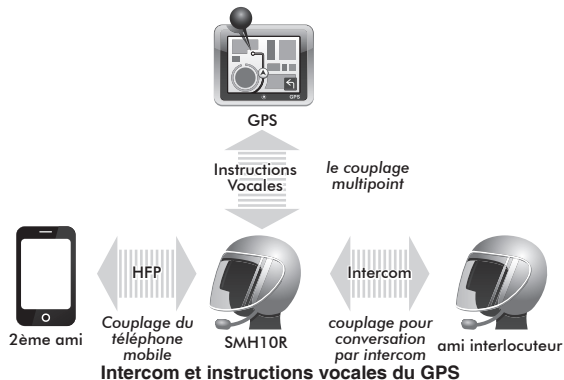 GPS
GPS
Instructions
Vocales
le couplage
multipoint
HFP
Intercom
2ème ami
Couplage du
téléphone
mobile
SMH10R
couplage pour
conversation
par intercom
ami interlocuteur
Intercom et instructions vocales du GPS